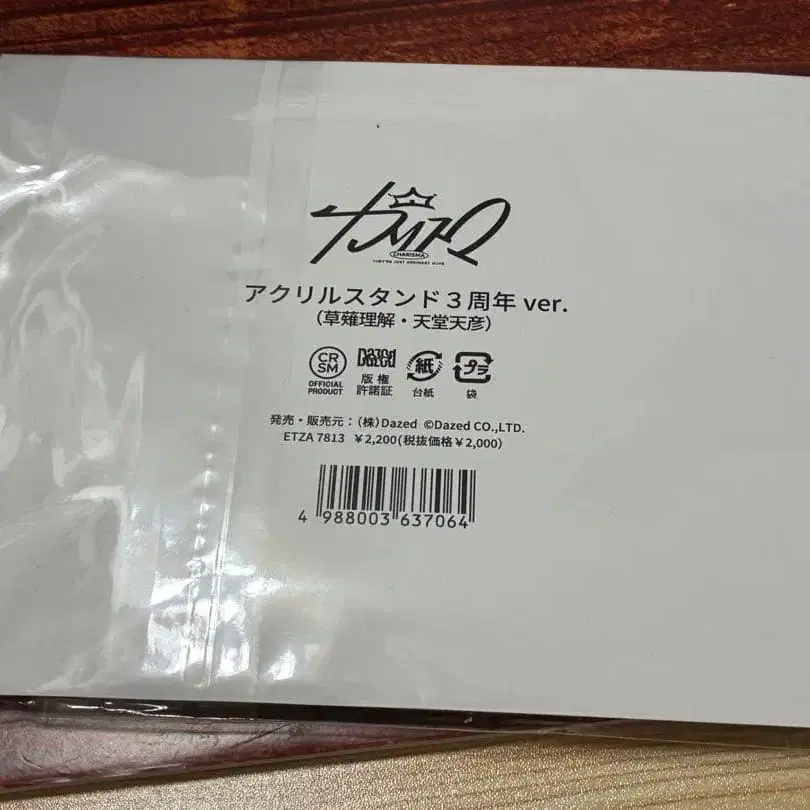 カリスマ
CHARISMA
THEY'RE JUST ORDINARY GUYS
アクリルスタンド3周年 ver.
（草薙理解・天堂天彦）
CR
SM
OFFICIAL
PRODUCT
Dazed
版権
許諾証
紙
台紙
プラ
袋
発売・販売元：（株）Dazed ©Dazed CO.,LTD.
ETZA 7813 ￥2,200(税抜価格￥2,000)
4 988003 637064